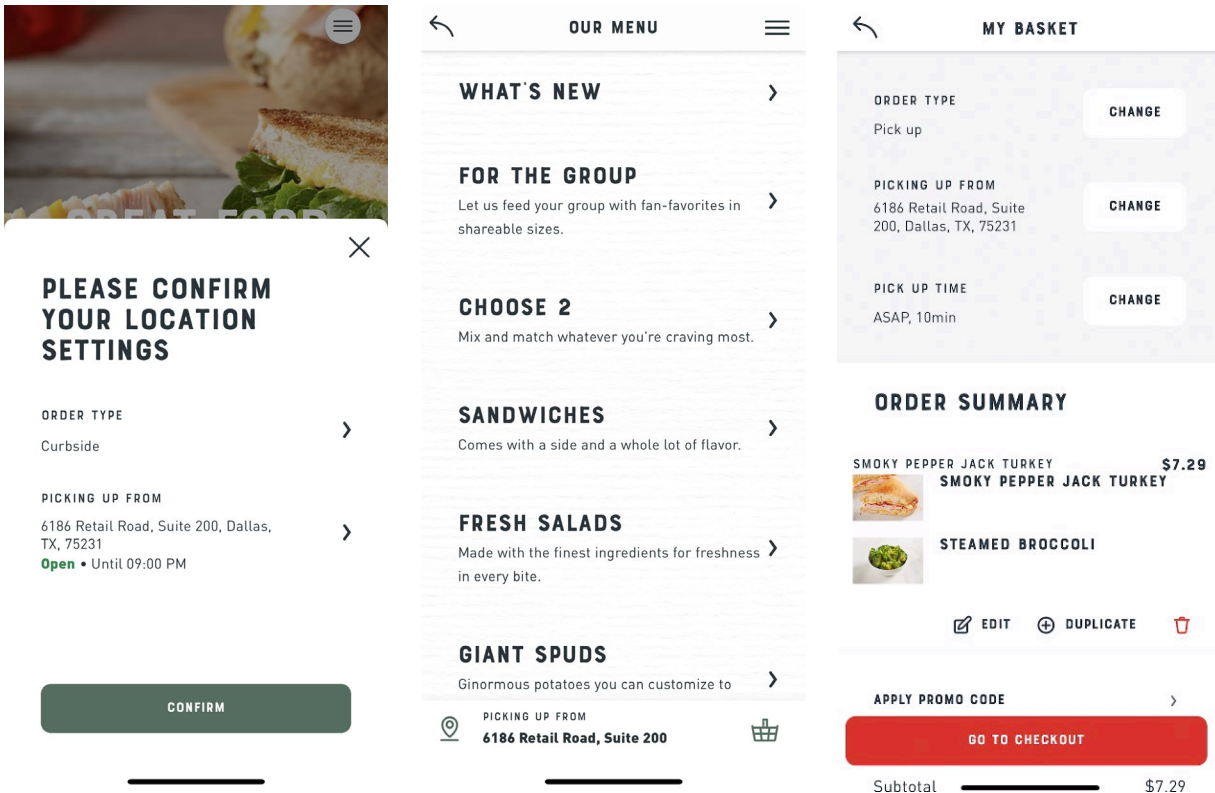 GREAT FOOD
PLEASE CONFIRM
YOUR LOCATION
SETTINGS
ORDER TYPE
Curbside
PICKING UP FROM
6186 Retail Road, Suite 200, Dallas,
TX, 75231
Open • Until 09:00 PM
CONFIRM
OUR MENU
WHAT'S NEW
FOR THE GROUP
Let us feed your group with fan-favorites in
shareable sizes.
CHOOSE 2
Mix and match whatever you're craving most.
SANDWICHES
Comes with a side and a whole lot of flavor.
FRESH SALADS
Made with the finest ingredients for freshness
in every bite.
GIANT SPUDS
Ginormous potatoes you can customize to
PICKING UP FROM
6186 Retail Road, Suite 200
MY BASKET
ORDER TYPE
Pick up
CHANGE
PICKING UP FROM
6186 Retail Road, Suite
200, Dallas, TX, 75231
CHANGE
PICK UP TIME
ASAP, 10min
CHANGE
ORDER SUMMARY
SMOKY PEPPER JACK TURKEY $7.29
SMOKY PEPPER JACK TURKEY
STEAMED BROCCOLI
EDIT DUPLICATE
APPLY PROMO CODE
GO TO CHECKOUT
Subtotal $7.29